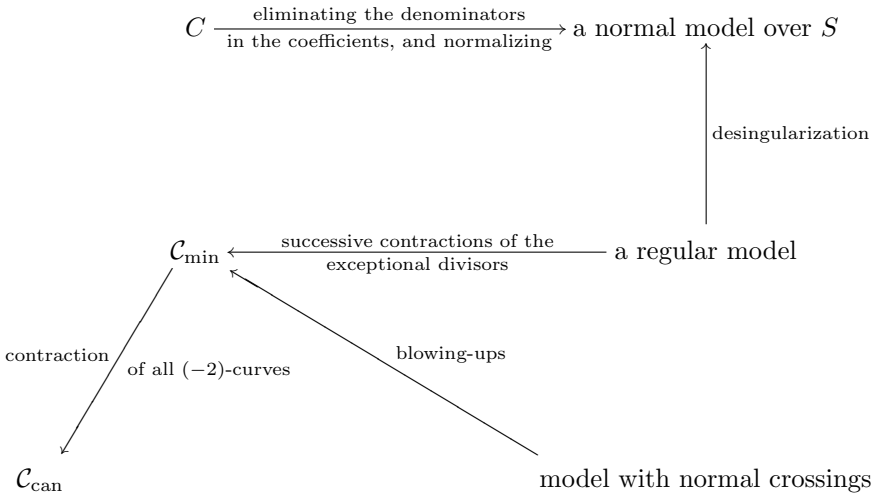 eliminating the denominators
C
a normal model over S
in the coefficients, and normalizing
desingularization
successive contractions of the
C_min
a regular model
exceptional divisors
contraction
of all (−2)-curves
blowing-ups
C_can
model with normal crossings